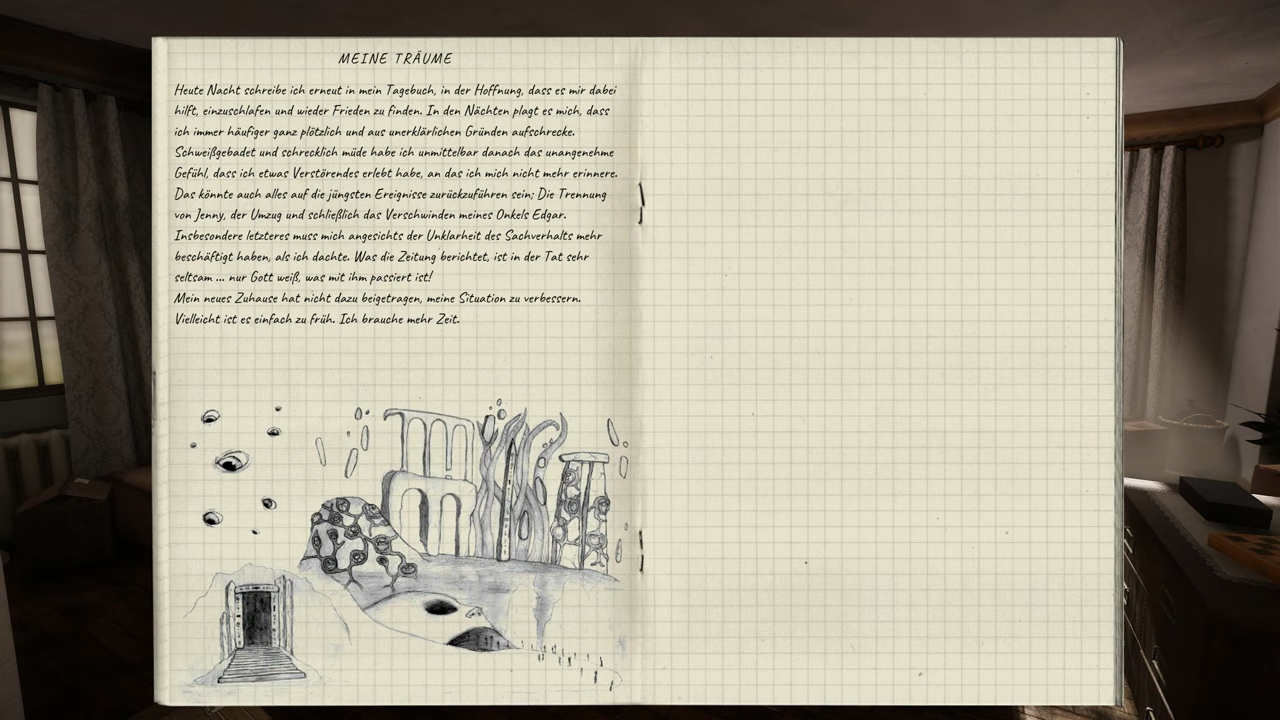 MEINE TRÄUME
Heute Nacht schreibe ich erneut in mein Tagebuch, in der Hoffnung, dass es mir dabei
hilft, einzuschlafen und wieder Frieden zu finden. In den Nächten plagt es mich, dass
ich immer häufiger ganz plötzlich und aus unerklärlichen Gründen aufschrecke.
Schweißgebadet und schrecklich müde habe ich unmittelbar danach das unangenehme
Gefühl, dass ich etwas Verstörendes erlebt habe, an das ich mich nicht mehr erinnere.
Das könnte auch alles auf die jüngsten Ereignisse zurückzuführen sein; Die Trennung
von Jenny, der Umzug und schließlich das Verschwinden meines Onkels Edgar.
Insbesondere letzteres muss mich angesichts der Unklarheit des Sachverhalts mehr
beschäftigt haben, als ich dachte. Was die Zeitung berichtet, ist in der Tat sehr
seltsam ... nur Gott weiß, was mit ihm passiert ist!
Mein neues Zuhause hat nicht dazu beigetragen, meine Situation zu verbessern.
Vielleicht ist es einfach zu früh. Ich brauche mehr Zeit.